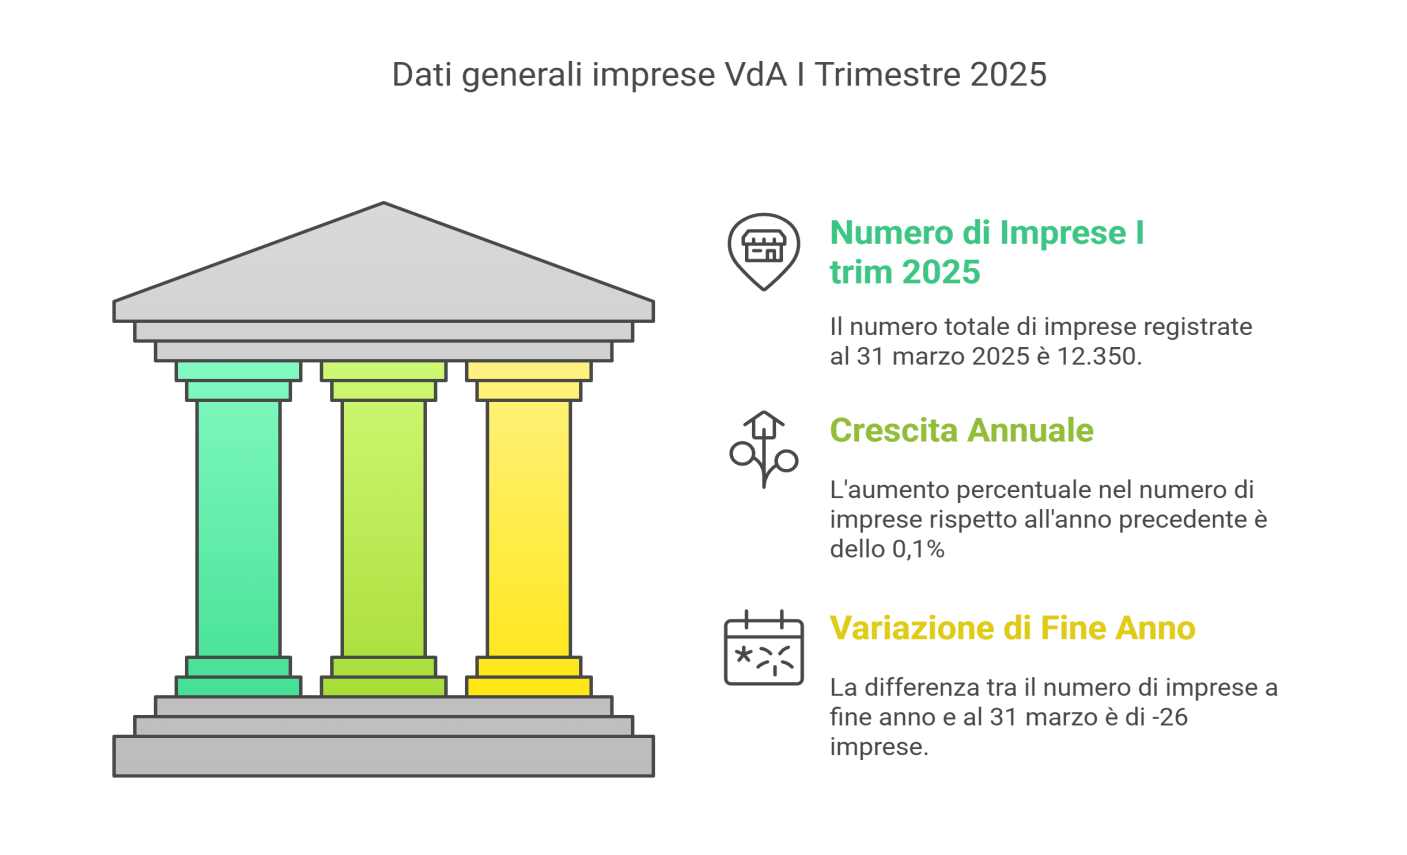 Dati generali imprese VdA I Trimestre 2025
Numero di Imprese I
trim 2025
Il numero totale di imprese registrate
al 31 marzo 2025 è 12.350.
Crescita Annuale
L'aumento percentuale nel numero di
imprese rispetto all'anno precedente è
dello 0,1%
Variazione di Fine Anno
La differenza tra il numero di imprese a
fine anno e al 31 marzo è di -26
imprese.